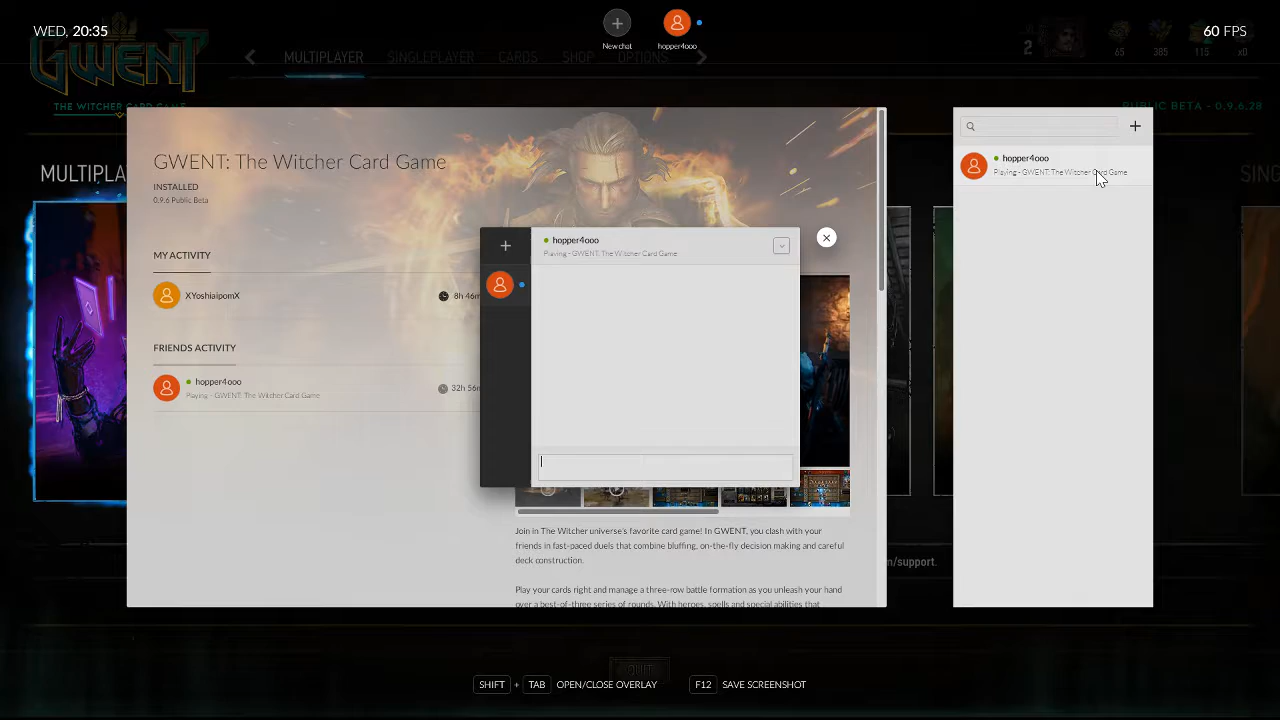 WED, 20:35
New chat
hopper4ooo
60 FPS
GWENT
THE WITCHER CARD GAME
MULTIPLAYER
SINGLEPLAYER
CARDS
SHOP
OPTIONS
2
65
385
115
x0
PUBLIC BETA - 0.9.6.28
MULTIPLA
SING
GWENT: The Witcher Card Game
INSTALLED
0.9.6 Public Beta
MY ACTIVITY
XYoshiaipomX
8h 46m
FRIENDS ACTIVITY
hopper4ooo
Playing - GWENT: The Witcher Card Game
32h 56m
hopper4ooo
Playing - GWENT: The Witcher Card Game
hopper4ooo
Playing - GWENT: The Witcher Card Game
Join in The Witcher universe's favorite card game! In GWENT, you clash with your
friends in fast-paced duels that combine bluffing, on-the-fly decision making and careful
deck construction.
Play your cards right and manage a three-row battle formation as you unleash your hand
over a best-of-three series of rounds. With heroes, spells and special abilities that
n/support.
QUIT
SHIFT + TAB OPEN/CLOSE OVERLAY
F12 SAVE SCREENSHOT